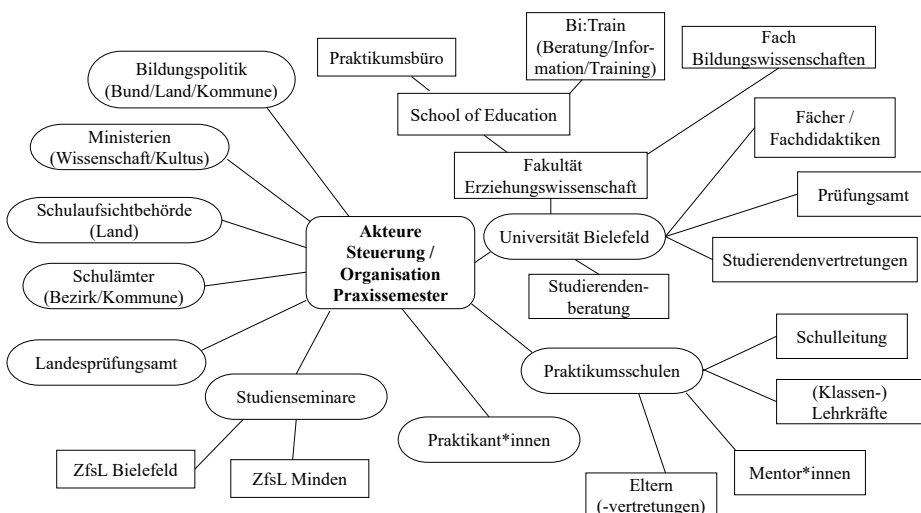 Bi:Train
(Beratung/Infor-
mation/Training)
Fach
Bildungswissenschaften
Praktikumsbüro
Bildungspolitik
(Bund/Land/Kommune)
School of Education
Fächer /
Fachdidaktiken
Ministerien
(Wissenschaft/Kultus)
Fakultät
Erziehungswissenschaft
Prüfungsamt
Schulaufsichtbehörde
(Land)
Akteure
Steuerung /
Organisation
Praxissemester
Universität Bielefeld
Studierendenvertretungen
Schulämter
(Bezirk/Kommune)
Studierenden-
beratung
Schulleitung
Landesprüfungsamt
Praktikumsschulen
Studienseminare
(Klassen-)
Lehrkräfte
Praktikant*innen
ZfsL Bielefeld
ZfsL Minden
Mentor*innen
Eltern
(-vertretungen)